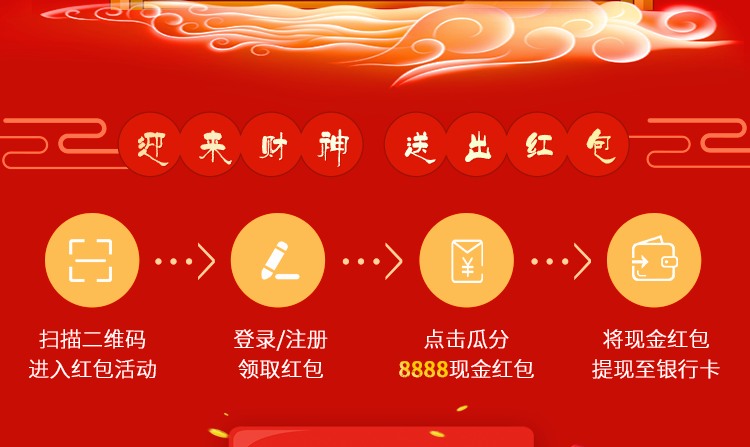 迎来财神 送出红包
扫描二维码
进入红包活动
登录/注册
领取红包
¥
点击瓜分
8888现金红包
将现金红包
提现至银行卡